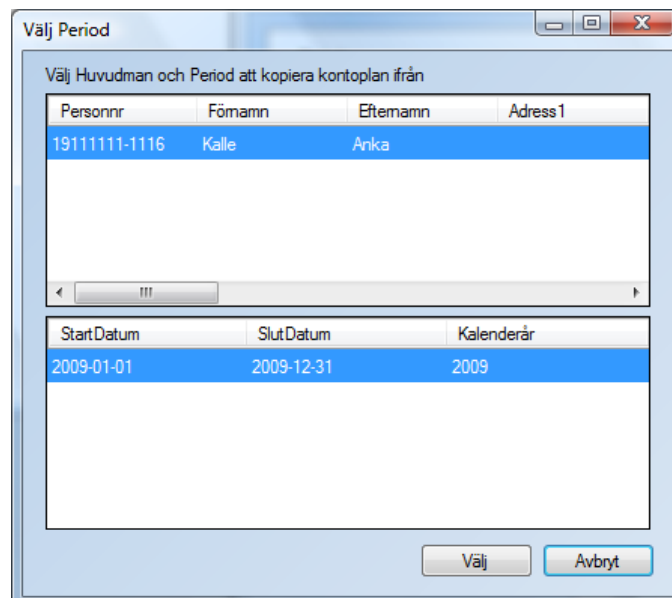 Välj Period
Välj Huvudman och Period att kopiera kontoplan ifrån
Personnr Förnamn Efternamn Adress1
19111111-1116 Kalle Anka
StartDatum SlutDatum Kalenderår
2009-01-01 2009-12-31 2009
Välj Avbryt